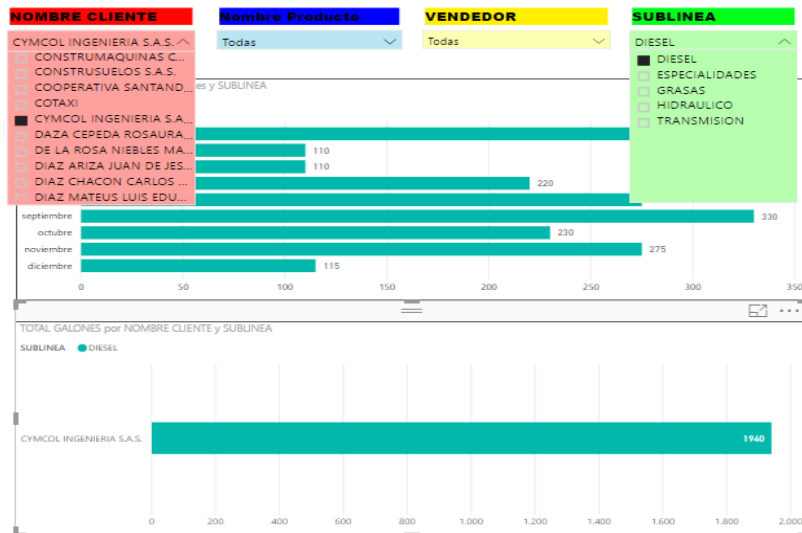 NOMBRE CLIENTE
Nombre Producto
VENDEDOR
SUBLINEA
CYMCOL INGENIERIA S.A.S.
Todas
Todas
DIESEL
CONSTRUMAQUINAS C...
CONSTRUSUELOS S.A.S.
COOPERATIVA SANTAND...
COTAXI
CYMCOL INGENIERIA S.A...
DAZA CEPEDA ROSAURA...
DE LA ROSA NIEBLES MA...
DIAZ ARIZA JUAN DE JES...
DIAZ CHACON CARLOS ...
DIAZ MATEUS LUIS EDU...
DIESEL
ESPECIALIDADES
GRASAS
HIDRAULICO
TRANSMISION
es y SUBLINEA
110
110
220
septiembre
330
octubre
230
noviembre
275
diciembre
115
0 50 100 150 200 250 300 350
TOTAL GALONES por NOMBRE CLIENTE y SUBLINEA
SUBLINEA DIESEL
CYMCOL INGENIERIA S.A.S.
1940
0 200 400 600 800 1.000 1.200 1.400 1.600 1.800 2.000